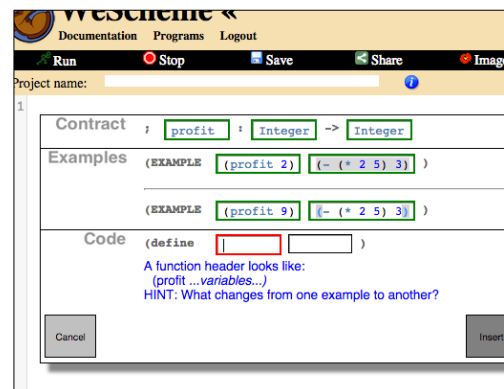 WeScheme «
Documentation Programs Logout
Run Stop Save Share Image
Project name:
1
Contract ; profit : Integer -> Integer
Examples (EXAMPLE (profit 2) (- (* 2 5) 3) )
(EXAMPLE (profit 9) (- (* 2 5) 3) )
Code (define )
A function header looks like:
(profit ...variables...)
HINT: What changes from one example to another?
Cancel Insert